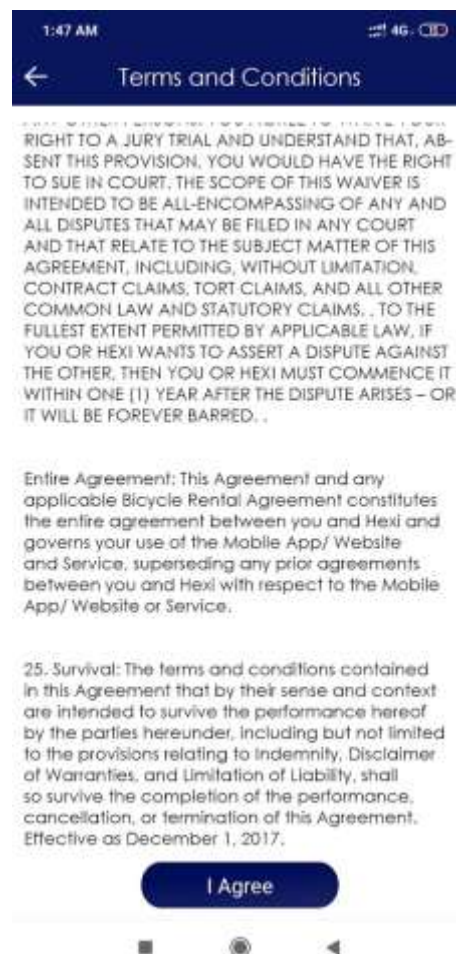 1:47 AM
4G
Terms and Conditions
RIGHT TO A JURY TRIAL AND UNDERSTAND THAT, AB-
SENT THIS PROVISION, YOU WOULD HAVE THE RIGHT
TO SUE IN COURT. THE SCOPE OF THIS WAIVER IS
INTENDED TO BE ALL-ENCOMPASSING OF ANY AND
ALL DISPUTES THAT MAY BE FILED IN ANY COURT
AND THAT RELATE TO THE SUBJECT MATTER OF THIS
AGREEMENT, INCLUDING, WITHOUT LIMITATION,
CONTRACT CLAIMS, TORT CLAIMS, AND ALL OTHER
COMMON LAW AND STATUTORY CLAIMS. . TO THE
FULLEST EXTENT PERMITTED BY APPLICABLE LAW, IF
YOU OR HEXI WANTS TO ASSERT A DISPUTE AGAINST
THE OTHER, THEN YOU OR HEXI MUST COMMENCE IT
WITHIN ONE (1) YEAR AFTER THE DISPUTE ARISES – OR
IT WILL BE FOREVER BARRED. .
Entire Agreement: This Agreement and any
applicable Bicycle Rental Agreement constitutes
the entire agreement between you and Hexi and
governs your use of the Mobile App/ Website
and Service, superseding any prior agreements
between you and Hexi with respect to the Mobile
App/ Website or Service.
25. Survival: The terms and conditions contained
in this Agreement that by their sense and context
are intended to survive the performance hereof
by the parties hereunder, including but not limited
to the provisions relating to Indemnity, Disclaimer
of Warranties, and Limitation of Liability, shall
so survive the completion of the performance,
cancellation, or termination of this Agreement.
Effective as December 1, 2017.
I Agree